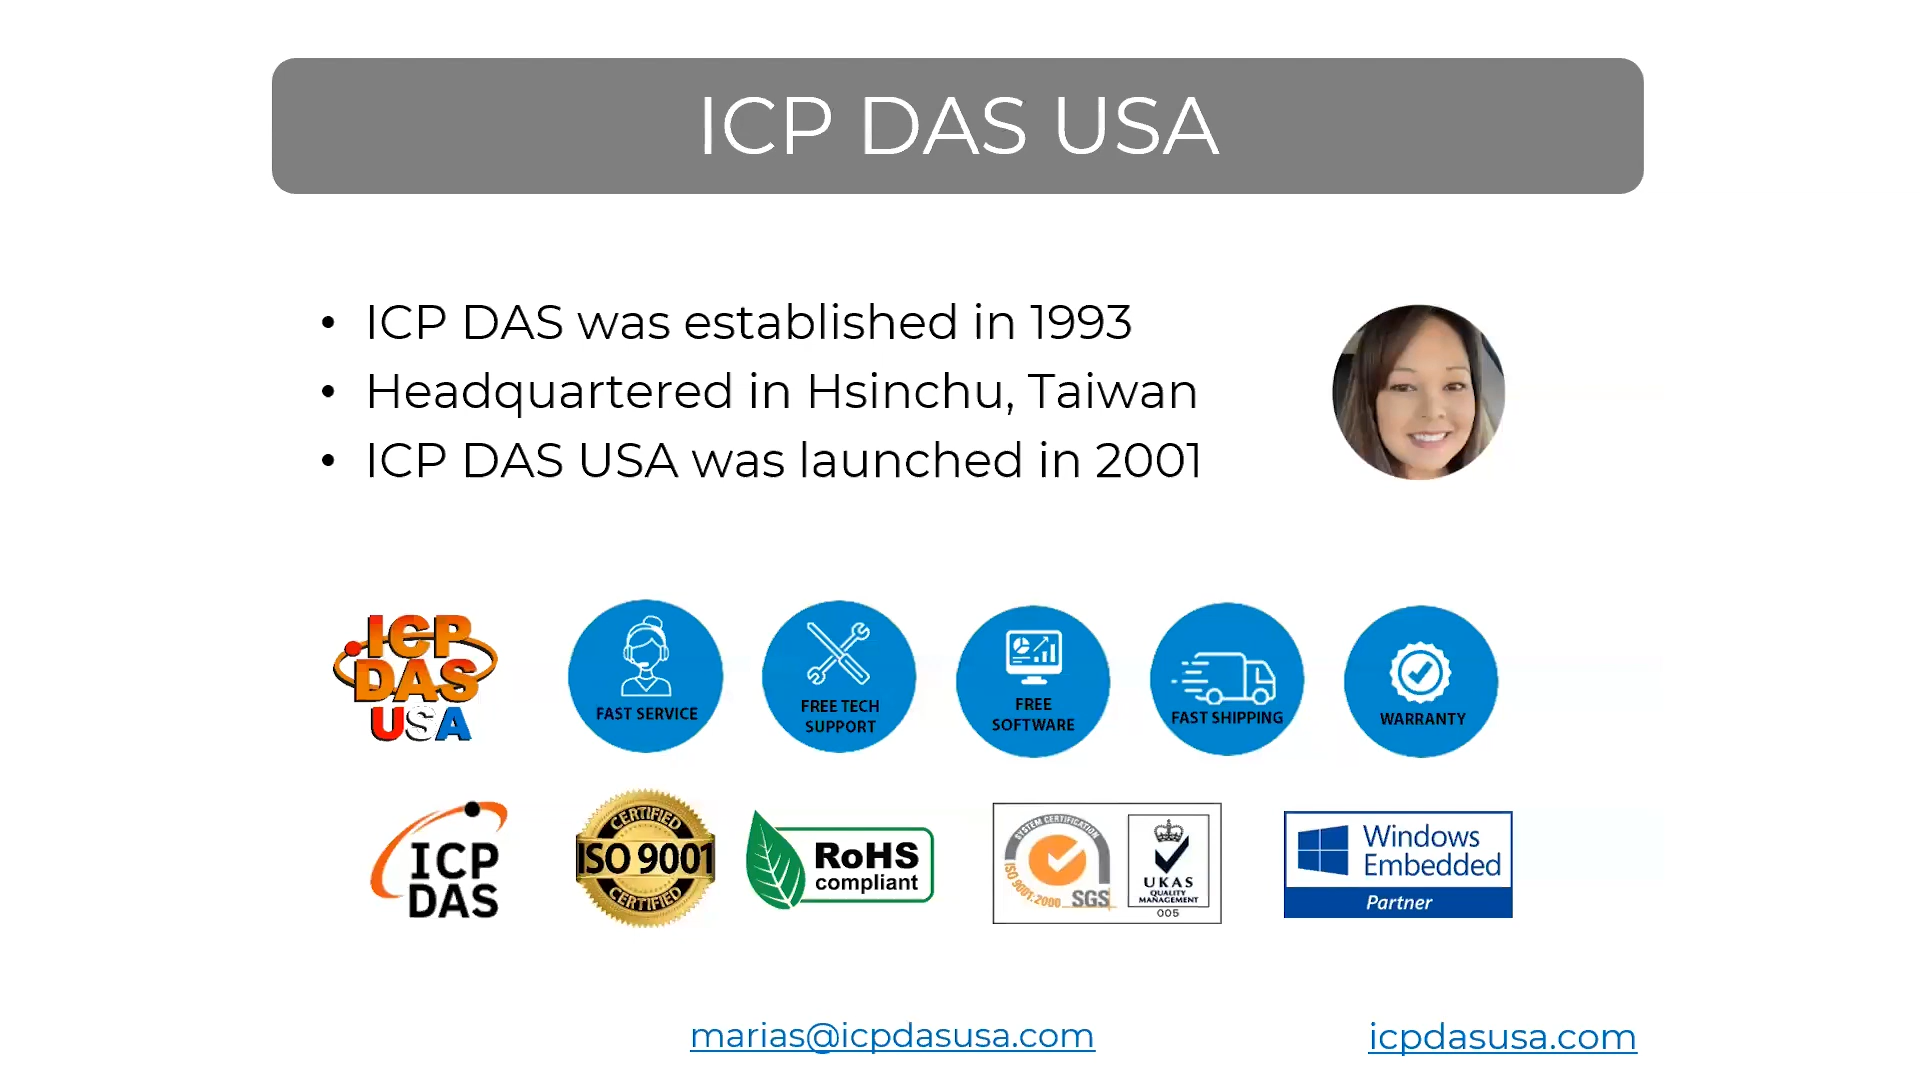 ICP DAS USA
• ICP DAS was established in 1993
• Headquartered in Hsinchu, Taiwan
• ICP DAS USA was launched in 2001
ICP
DAS
USA
FAST SERVICE
FREE TECH
SUPPORT
FREE
SOFTWARE
FAST SHIPPING
WARRANTY
ICP
DAS
CERTIFIED
ISO 9001
CERTIFIED
RoHS
compliant
SYSTEM CERTIFICATION
ISO 9001:2000
SGS
UKAS
QUALITY
MANAGEMENT
005
Windows
Embedded
Partner
marias@icpdasusa.com
icpdasusa.com